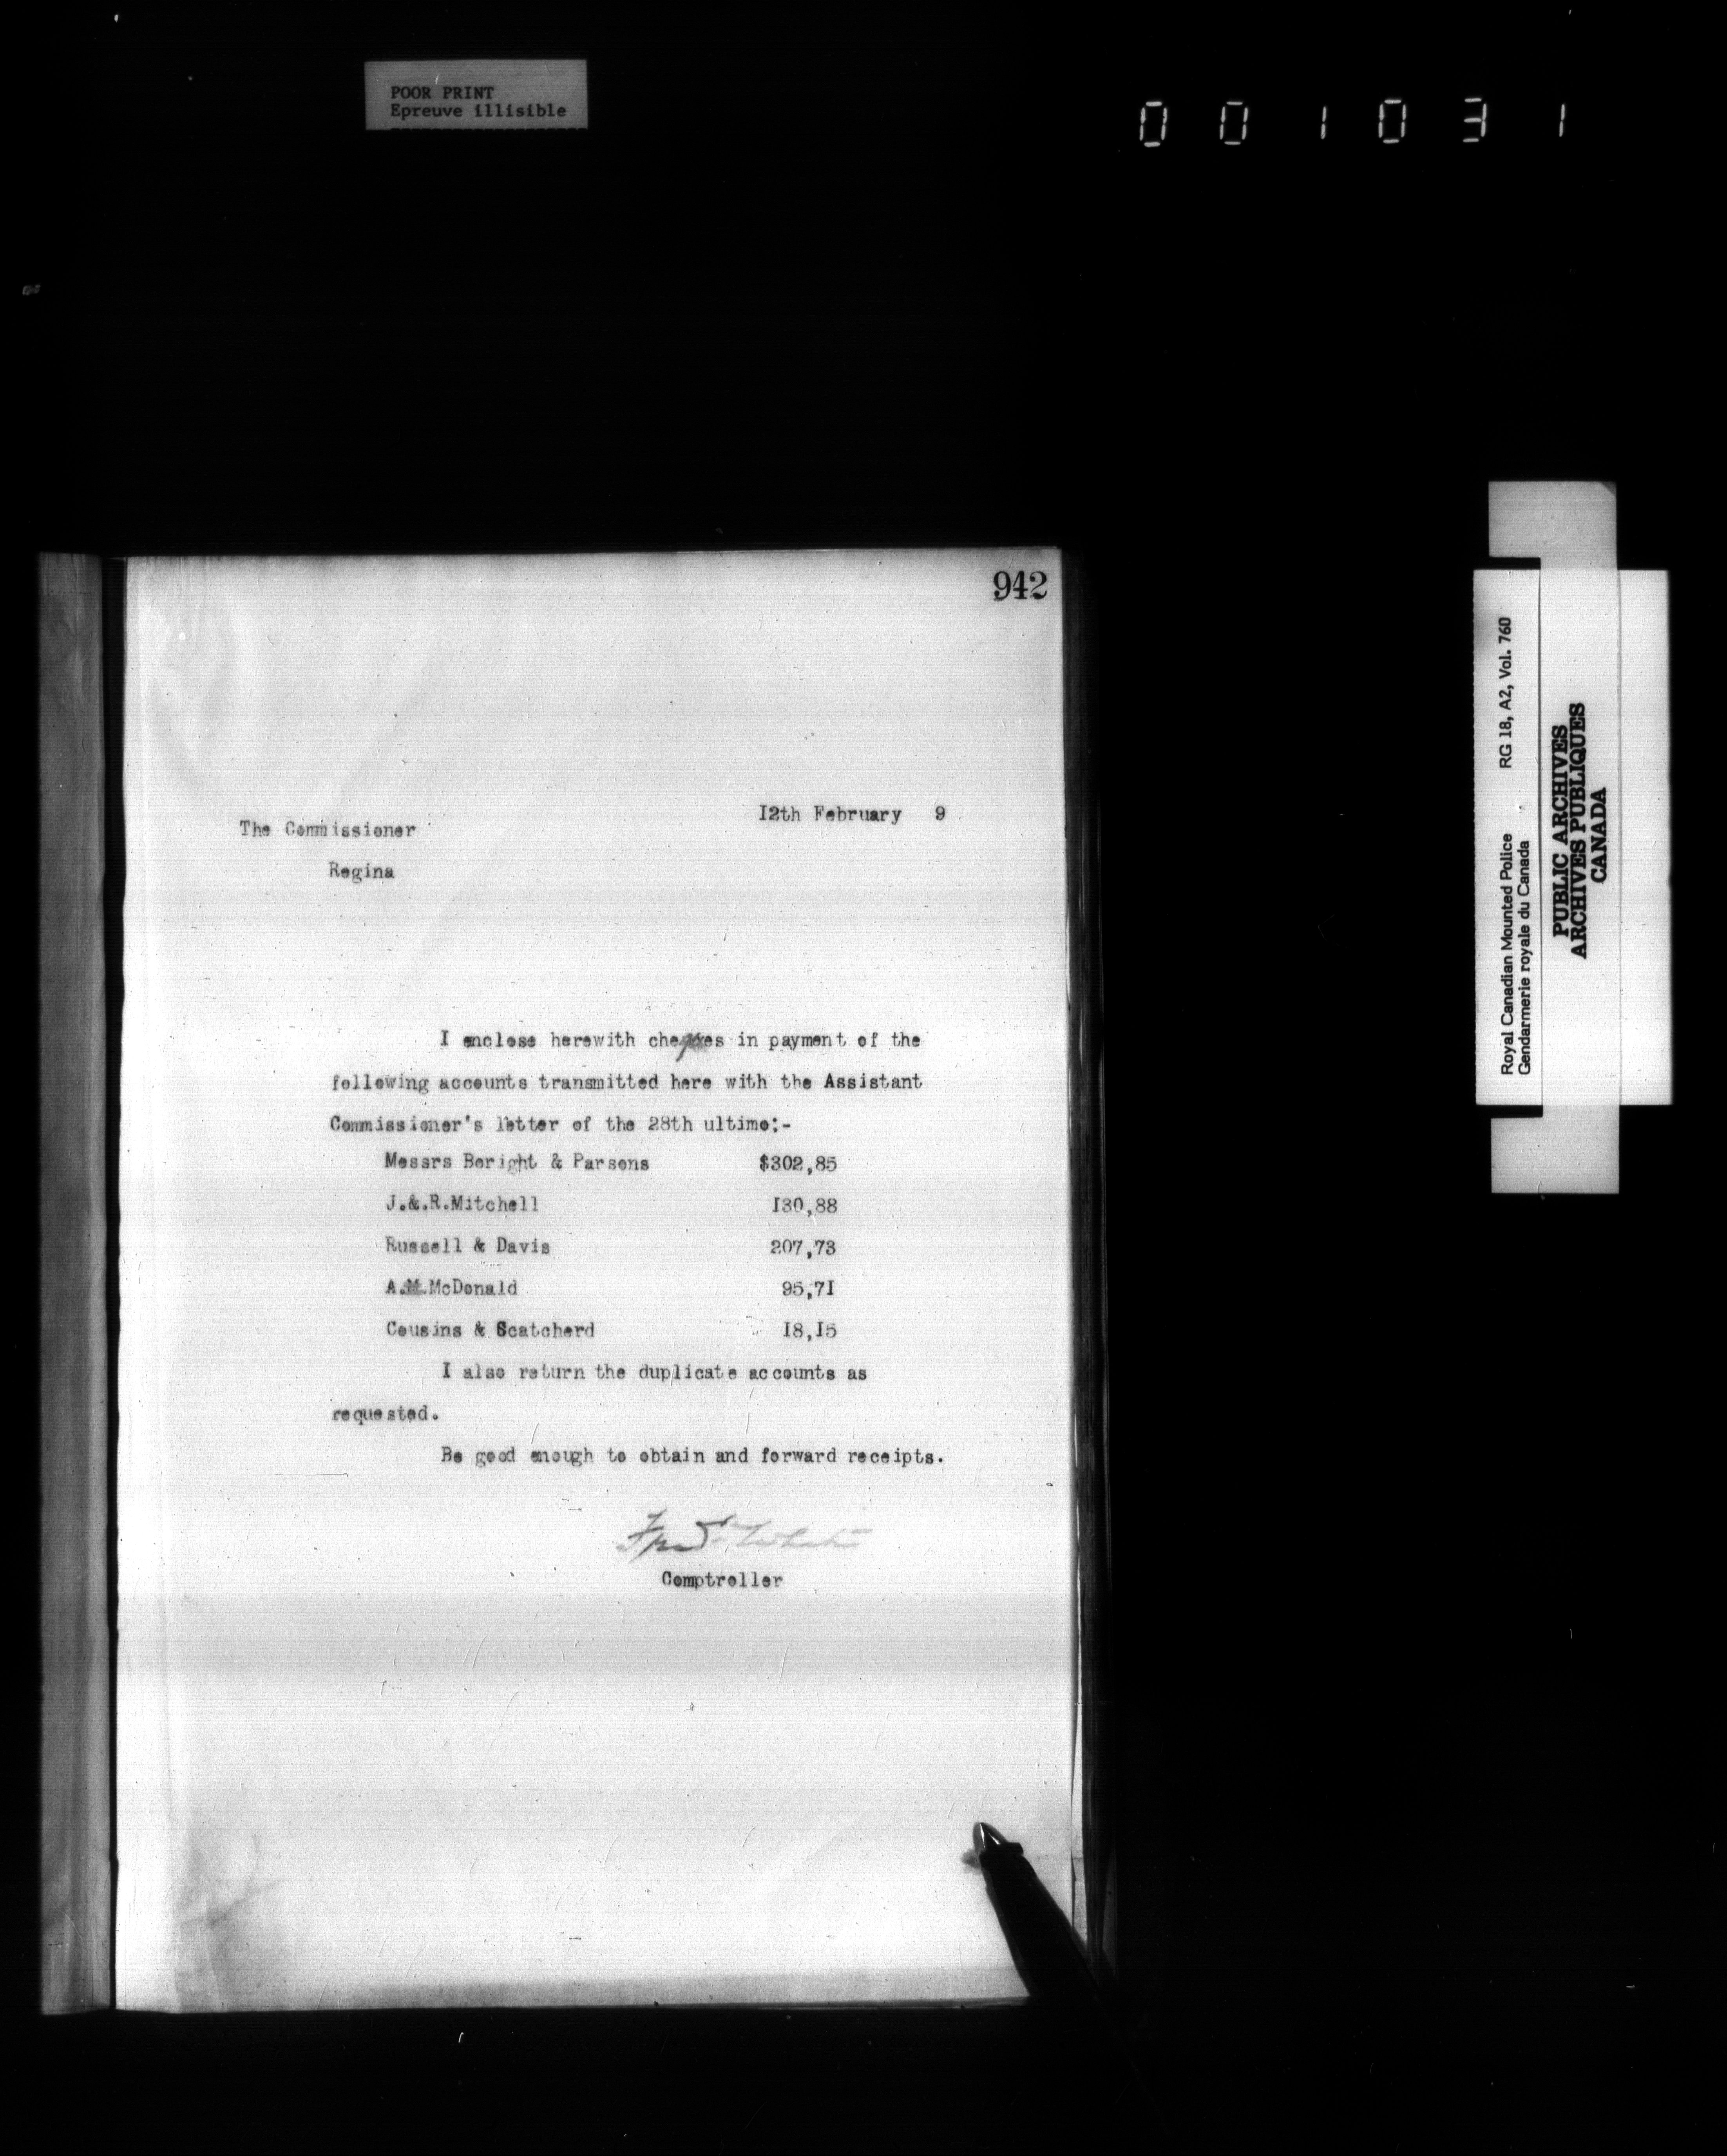 POOR PRINT
Epreuve illisible
001031
942
12th February 9
The Commissioner
Regina
I enclose herewith cheques in payment of the
following accounts transmitted here with the Assistant
Commissioner's letter of the 28th ultimo;-
Messrs Boright & Parsons $302,85
J.&.R.Mitchell 130,88
Russell & Davis 207,73
A.M.McDonald 95,71
Cousins & Scatcherd 18,15
I also return the duplicate accounts as
requested.
Be good enough to obtain and forward receipts.
Fred White
Comptroller
Royal Canadian Mounted Police RG 18, A2, Vol. 760
Gendarmerie royale du Canada
PUBLIC ARCHIVES
ARCHIVES PUBLIQUES
CANADA